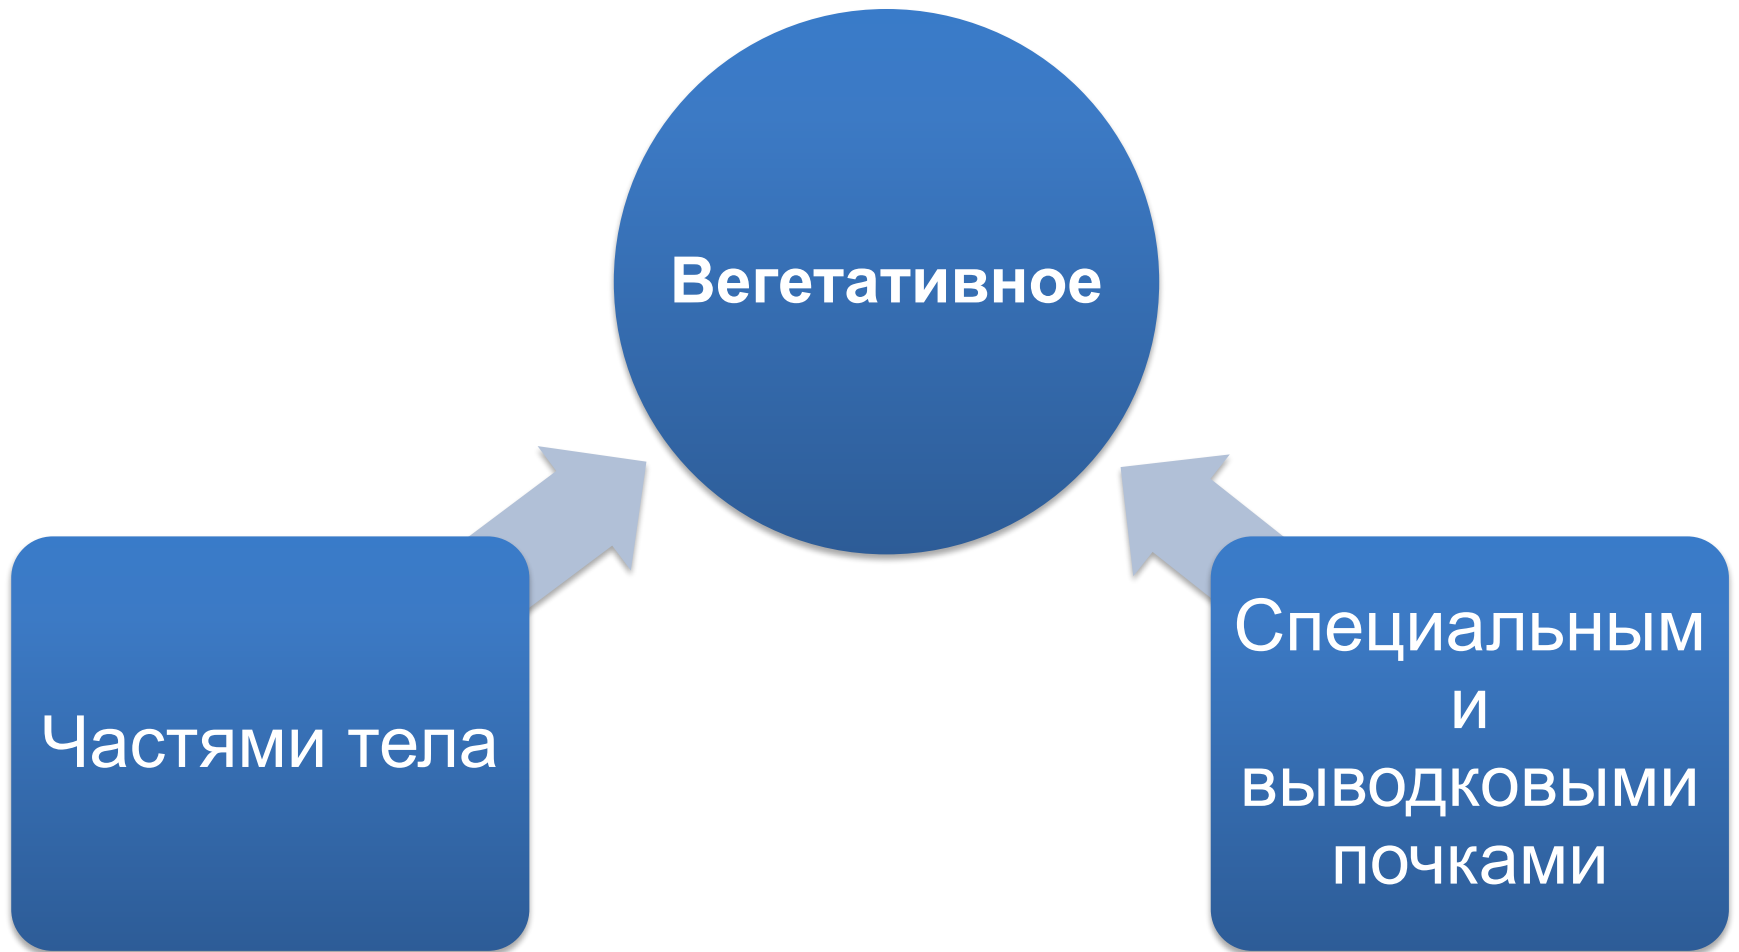 Вегетативное
Частями тела
Специальным
и
выводковыми
почками